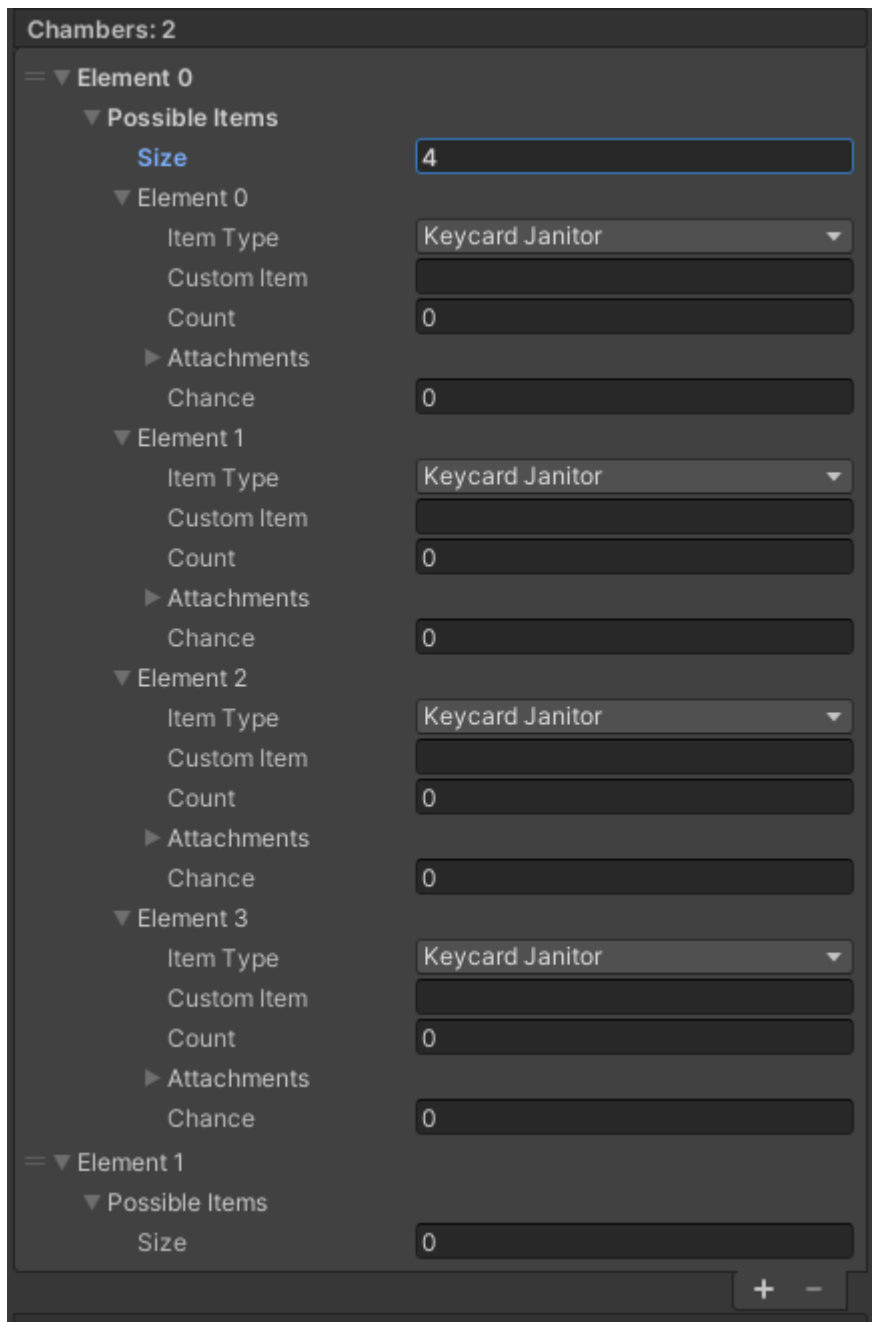 Chambers: 2
Element 0
Possible Items
Size 4
Element 0
Item Type Keycard Janitor
Custom Item
Count 0
Attachments
Chance 0
Element 1
Item Type Keycard Janitor
Custom Item
Count 0
Attachments
Chance 0
Element 2
Item Type Keycard Janitor
Custom Item
Count 0
Attachments
Chance 0
Element 3
Item Type Keycard Janitor
Custom Item
Count 0
Attachments
Chance 0
Element 1
Possible Items
Size 0
+ −